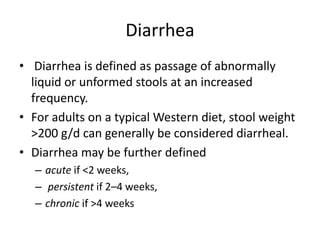 Diarrhea
• Diarrhea is defined as passage of abnormally
liquid or unformed stools at an increased
frequency.
• For adults on a typical Western diet, stool weight
>200 g/d can generally be considered diarrheal.
• Diarrhea may be further defined
– acute if <2 weeks,
– persistent if 2–4 weeks,
– chronic if >4 weeks